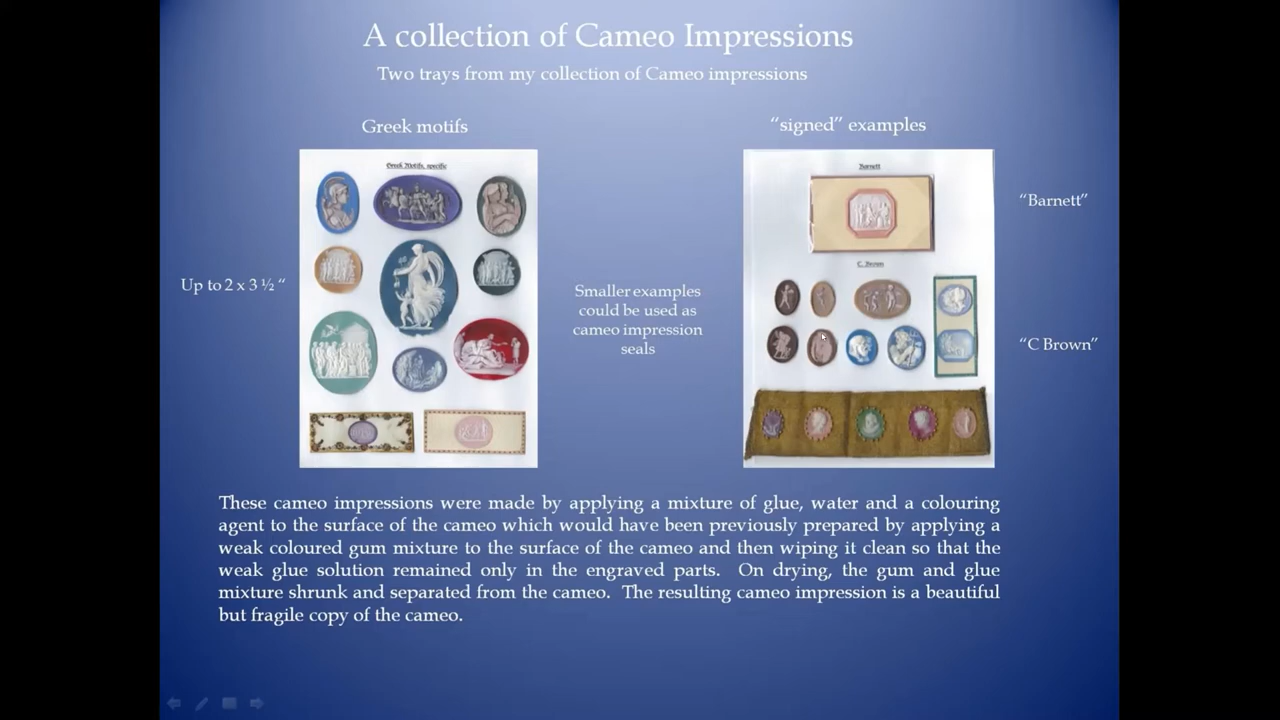 A collection of Cameo Impressions
Two trays from my collection of Cameo impressions
Greek motifs
“signed” examples
Greek Motifs, specific
Barnett
“Barnett”
C. Brown
Up to 2 x 3 ½ “
Smaller examples
could be used as
cameo impression
seals
“C Brown”
These cameo impressions were made by applying a mixture of glue, water and a colouring
agent to the surface of the cameo which would have been previously prepared by applying a
weak coloured gum mixture to the surface of the cameo and then wiping it clean so that the
weak glue solution remained only in the engraved parts. On drying, the gum and glue
mixture shrunk and separated from the cameo. The resulting cameo impression is a beautiful
but fragile copy of the cameo.